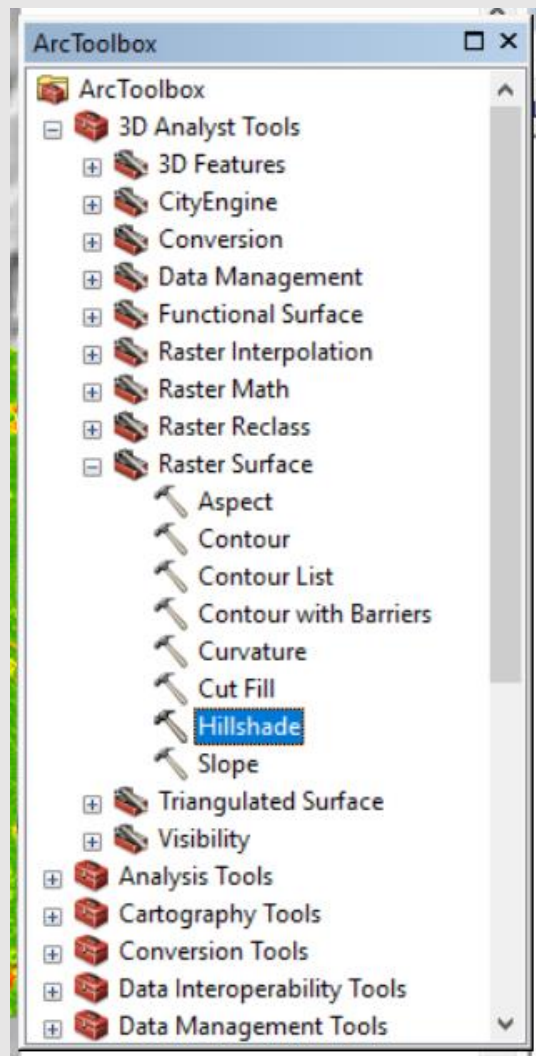 ArcToolbox
ArcToolbox
3D Analyst Tools
3D Features
CityEngine
Conversion
Data Management
Functional Surface
Raster Interpolation
Raster Math
Raster Reclass
Raster Surface
Aspect
Contour
Contour List
Contour with Barriers
Curvature
Cut Fill
Hillshade
Slope
Triangulated Surface
Visibility
Analysis Tools
Cartography Tools
Conversion Tools
Data Interoperability Tools
Data Management Tools